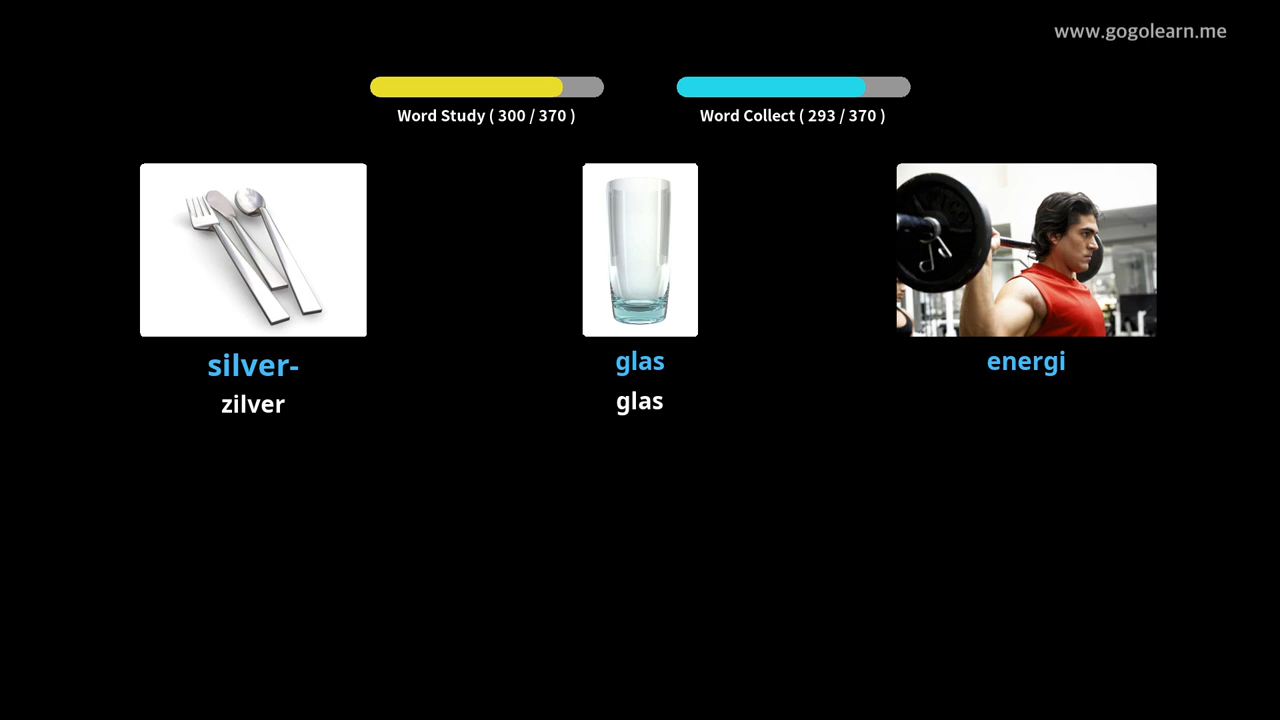 www.gogolearn.me
Word Study ( 300 / 370 )
Word Collect ( 293 / 370 )
silver-
zilver
glas
glas
energi